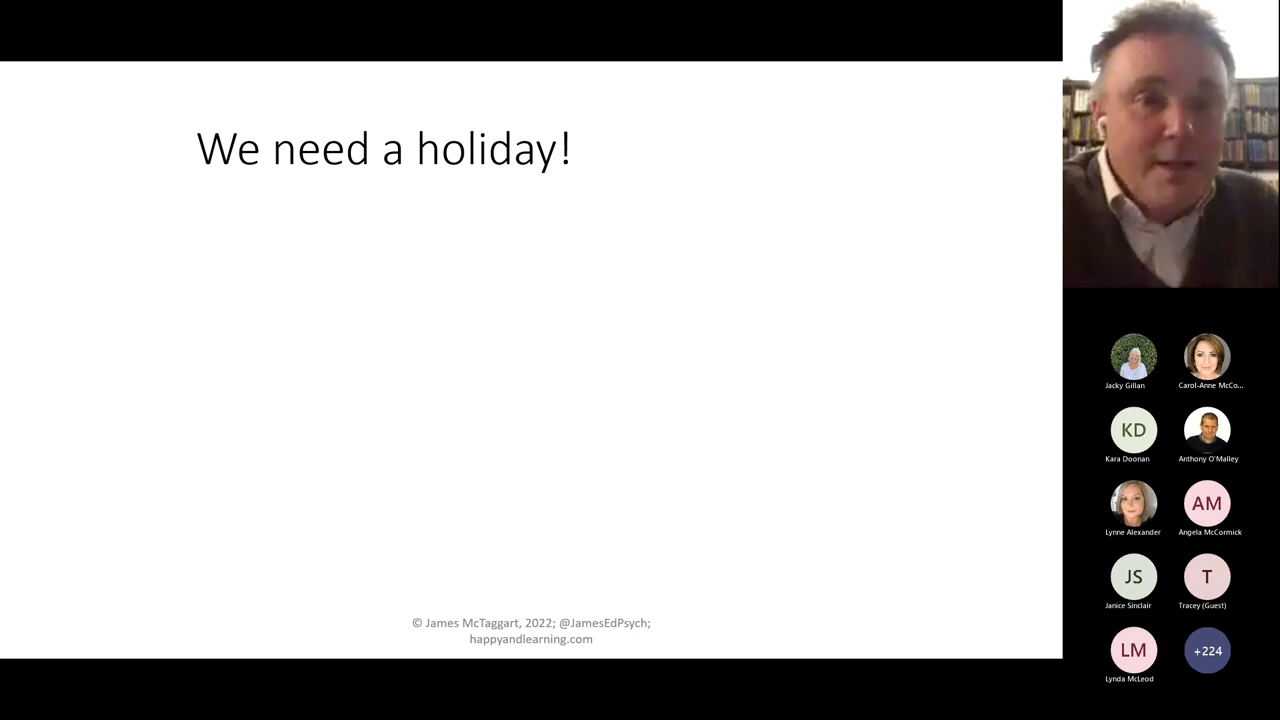 We need a holiday!
© James McTaggart, 2022; @JamesEdPsych;
happyandlearning.com
Jacky Gillan
Carol-Anne McCo...
KD
Kara Doonan
Anthony O'Malley
Lynne Alexander
AM
Angela McCormick
JS
Janice Sinclair
T
Tracey (Guest)
LM
Lynda McLeod
+224